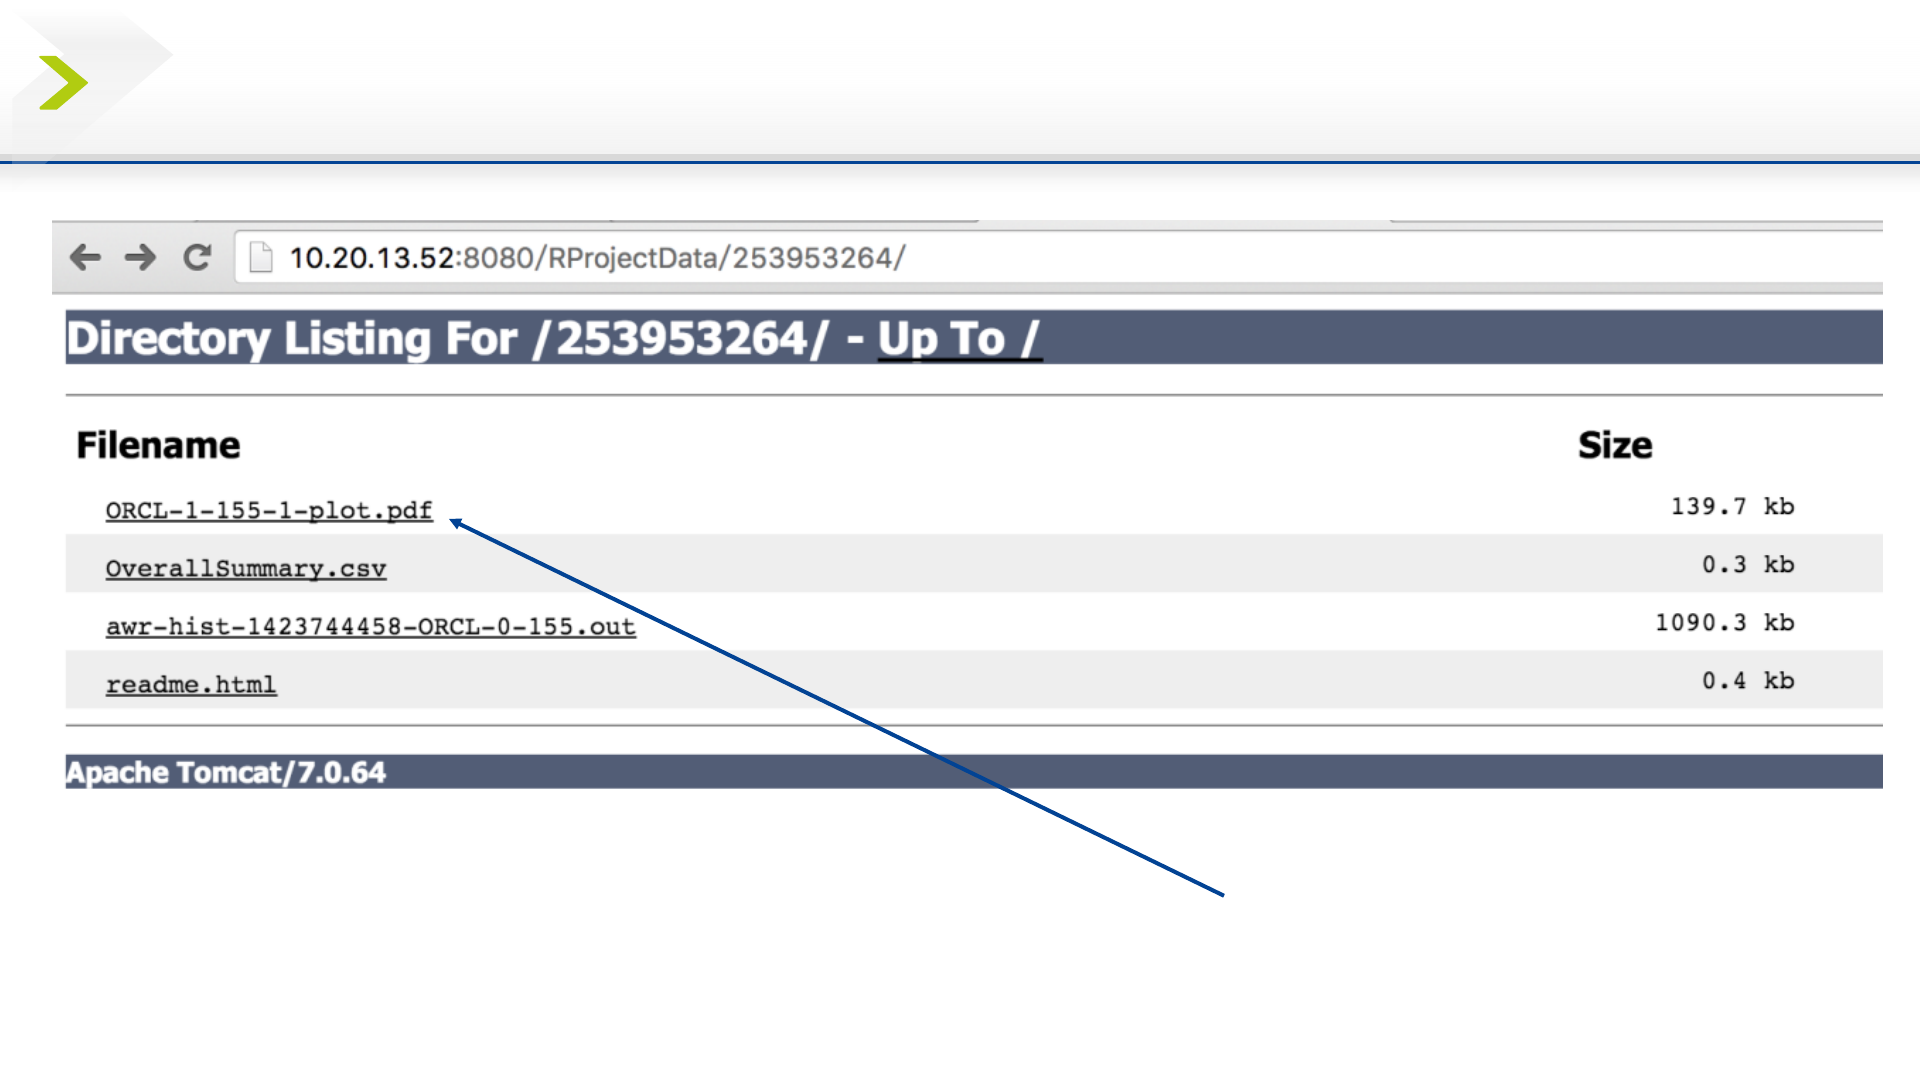 10.20.13.52:8080/RProjectData/253953264/
Directory Listing For /253953264/ - Up To /
Filename Size
ORCL-1-155-1-plot.pdf 139.7 kb
OverallSummary.csv 0.3 kb
awr-hist-1423744458-ORCL-0-155.out 1090.3 kb
readme.html 0.4 kb
Apache Tomcat/7.0.64